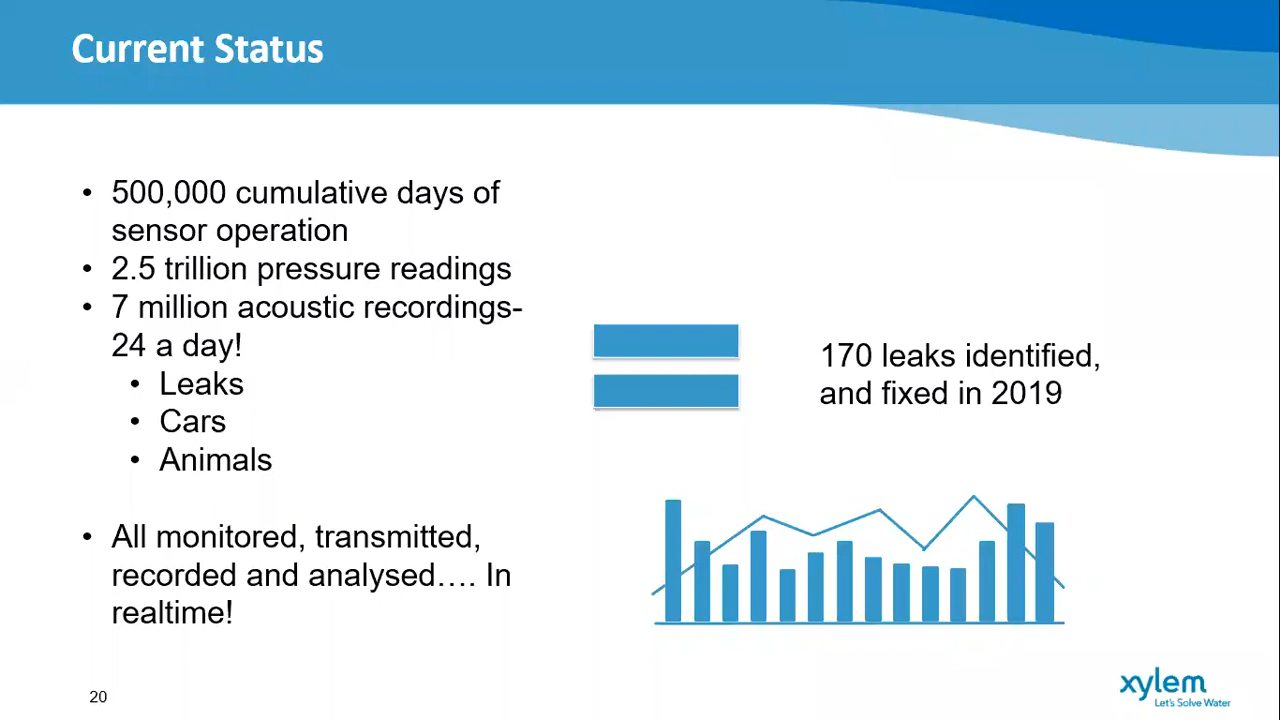 Current Status
• 500,000 cumulative days of
sensor operation
• 2.5 trillion pressure readings
• 7 million acoustic recordings-
24 a day!
• Leaks
• Cars
• Animals
• All monitored, transmitted,
recorded and analysed…. In
realtime!
170 leaks identified,
and fixed in 2019
20
xylem
Let's Solve Water